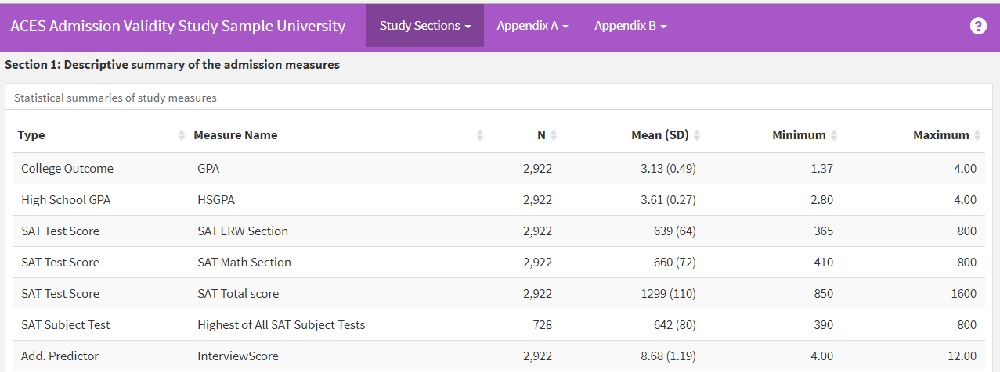 ACES Admission Validity Study Sample University Study Sections Appendix A Appendix B ?
Section 1: Descriptive summary of the admission measures
Statistical summaries of study measures
Type Measure Name N Mean (SD) Minimum Maximum
College Outcome GPA 2,922 3.13 (0.49) 1.37 4.00
High School GPA HSGPA 2,922 3.61 (0.27) 2.80 4.00
SAT Test Score SAT ERW Section 2,922 639 (64) 365 800
SAT Test Score SAT Math Section 2,922 660 (72) 410 800
SAT Test Score SAT Total score 2,922 1299 (110) 850 1600
SAT Subject Test Highest of All SAT Subject Tests 728 642 (80) 390 800
Add. Predictor InterviewScore 2,922 8.68 (1.19) 4.00 12.00